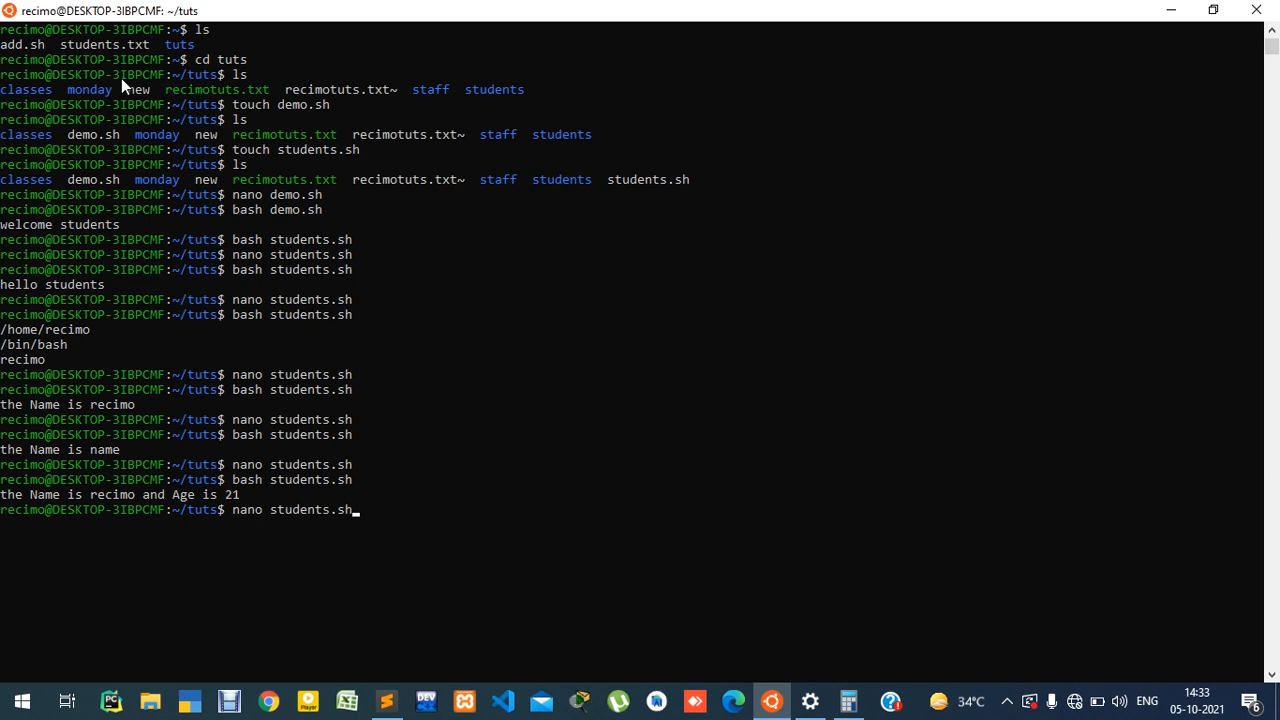 recimo@DESKTOP-3IBPCMF: ~/tuts
recimo@DESKTOP-3IBPCMF:~$ ls
add.sh  students.txt  tuts
recimo@DESKTOP-3IBPCMF:~$ cd tuts
recimo@DESKTOP-3IBPCMF:~/tuts$ ls
classes  monday  new  recimotuts.txt  recimotuts.txt~  staff  students
recimo@DESKTOP-3IBPCMF:~/tuts$ touch demo.sh
recimo@DESKTOP-3IBPCMF:~/tuts$ ls
classes  demo.sh  monday  new  recimotuts.txt  recimotuts.txt~  staff  students
recimo@DESKTOP-3IBPCMF:~/tuts$ touch students.sh
recimo@DESKTOP-3IBPCMF:~/tuts$ ls
classes  demo.sh  monday  new  recimotuts.txt  recimotuts.txt~  staff  students  students.sh
recimo@DESKTOP-3IBPCMF:~/tuts$ nano demo.sh
recimo@DESKTOP-3IBPCMF:~/tuts$ bash demo.sh
welcome students
recimo@DESKTOP-3IBPCMF:~/tuts$ bash students.sh
recimo@DESKTOP-3IBPCMF:~/tuts$ nano students.sh
recimo@DESKTOP-3IBPCMF:~/tuts$ bash students.sh
hello students
recimo@DESKTOP-3IBPCMF:~/tuts$ nano students.sh
recimo@DESKTOP-3IBPCMF:~/tuts$ bash students.sh
/home/recimo
/bin/bash
recimo
recimo@DESKTOP-3IBPCMF:~/tuts$ nano students.sh
recimo@DESKTOP-3IBPCMF:~/tuts$ bash students.sh
the Name is recimo
recimo@DESKTOP-3IBPCMF:~/tuts$ nano students.sh
recimo@DESKTOP-3IBPCMF:~/tuts$ bash students.sh
the Name is name
recimo@DESKTOP-3IBPCMF:~/tuts$ nano students.sh
recimo@DESKTOP-3IBPCMF:~/tuts$ bash students.sh
the Name is recimo and Age is 21
recimo@DESKTOP-3IBPCMF:~/tuts$ nano students.sh
34°C  ENG  14:33
05-10-2021  6
PC
DEV
Player